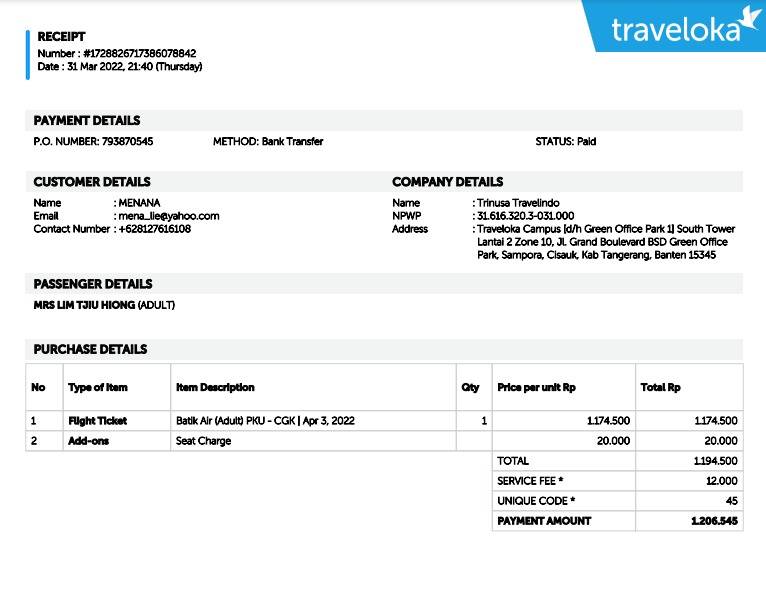 traveloka
RECEIPT
Number : #1728826717386078842
Date : 31 Mar 2022, 21:40 (Thursday)
PAYMENT DETAILS
P.O. NUMBER: 793870545 METHOD: Bank Transfer STATUS: Paid
CUSTOMER DETAILS
Name : MENANA
Email : mena_lie@yahoo.com
Contact Number : +628127616108
COMPANY DETAILS
Name : Trinusa Travelindo
NPWP : 31.616.320.3-031.000
Address : Traveloka Campus [d/h Green Office Park 1] South Tower
Lantai 2 Zone 10, Jl. Grand Boulevard BSD Green Office
Park, Sampora, Cisauk, Kab Tangerang, Banten 15345
PASSENGER DETAILS
MRS LIM TJIU HIONG (ADULT)
PURCHASE DETAILS
No Type of Item Item Description Qty Price per unit Rp Total Rp
1 Flight Ticket Batik Air (Adult) PKU - CGK | Apr 3, 2022 1 1.174.500 1.174.500
2 Add-ons Seat Charge 20.000 20.000
TOTAL 1.194.500
SERVICE FEE * 12.000
UNIQUE CODE * 45
PAYMENT AMOUNT 1.206.545